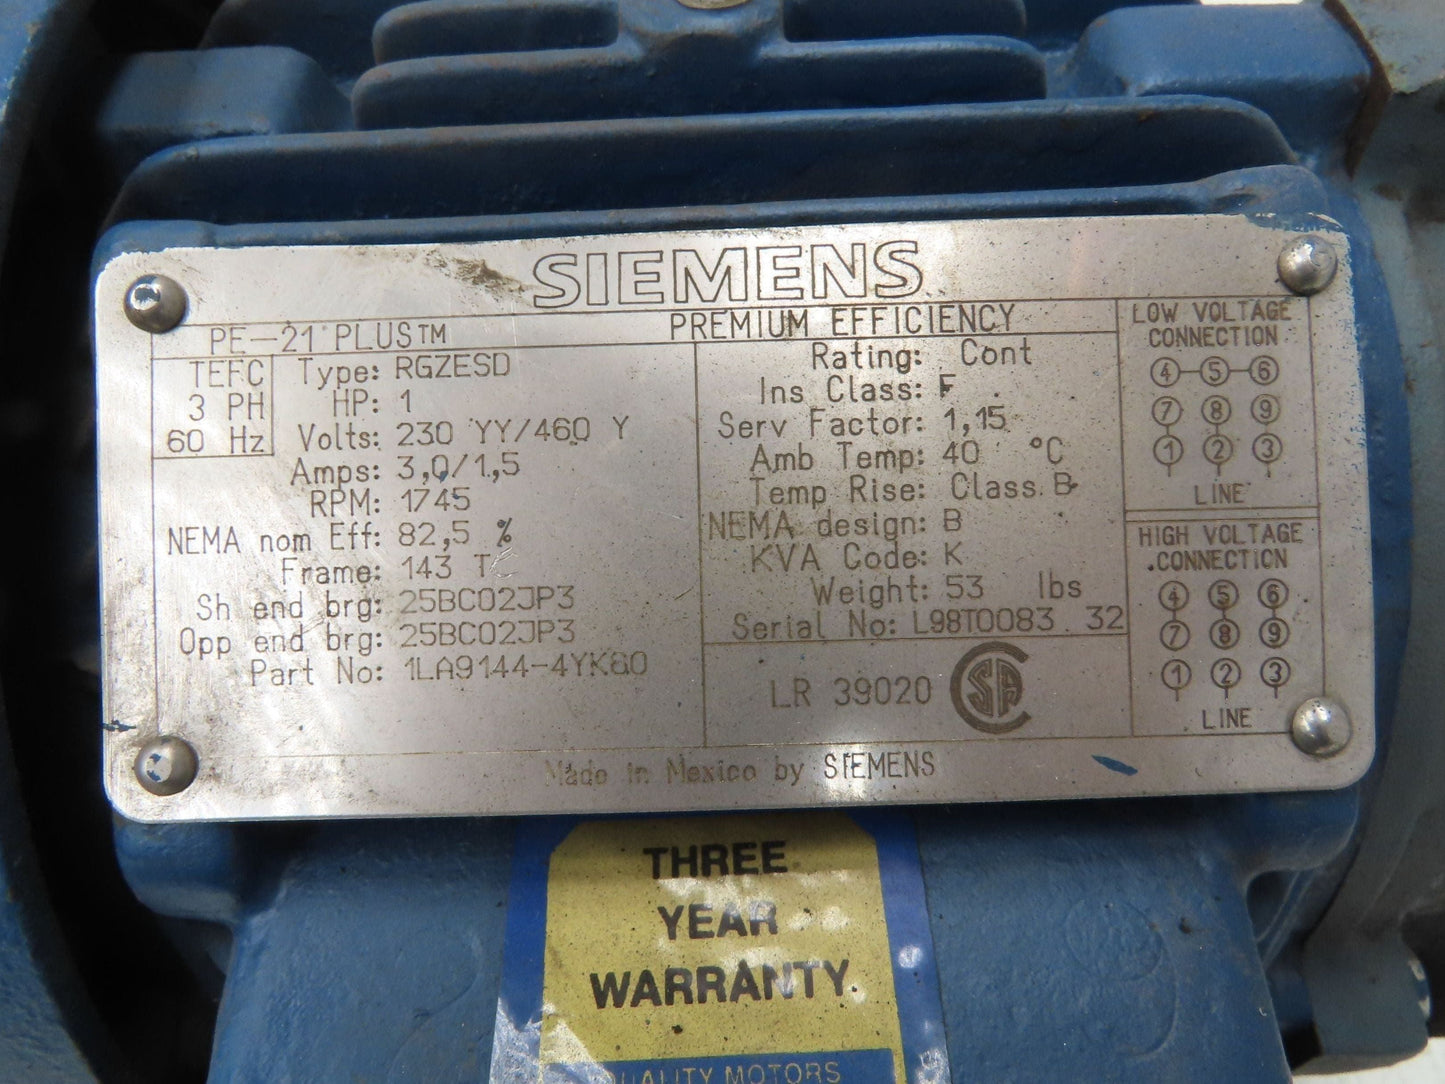 SIEMENS
PE-21 PLUS™ PREMIUM EFFICIENCY
TEFC
3 PH
60 Hz
Type: RGZESD
HP: 1
Volts: 230 YY/460 Y
Amps: 3,0/1,5
RPM: 1745
NEMA nom Eff: 82,5 %
Frame: 143 T
Sh end brg: 25BC02JP3
Opp end brg: 25BC02JP3
Part No: 1LA9144-4YK60
Rating: Cont
Ins Class: F
Serv Factor: 1,15
Amb Temp: 40 °C
Temp Rise: Class B
NEMA design: B
KVA Code: K
Weight: 53 lbs
Serial No: L98T0083 32
LR 39020 CSA
LOW VOLTAGE
CONNECTION
4 5 6
7 8 9
1 2 3
LINE
HIGH VOLTAGE
CONNECTION
4 5 6
7 8 9
1 2 3
LINE
Made in Mexico by SIEMENS
THREE
YEAR
WARRANTY
QUALITY MOTORS